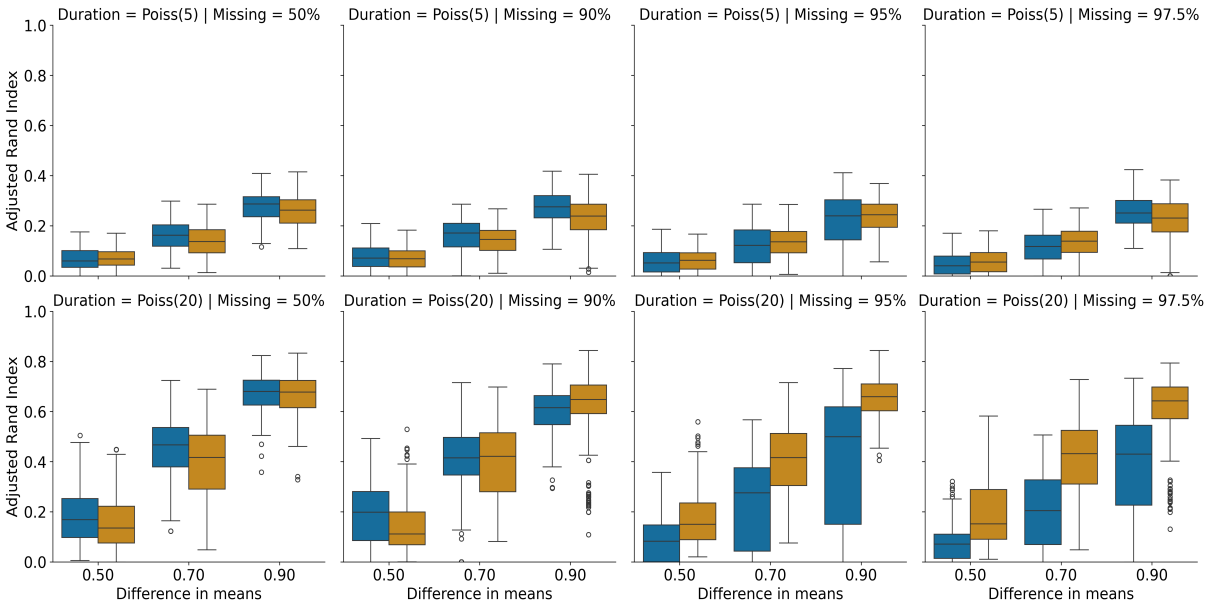 Duration = Poiss(5) | Missing = 50%
Duration = Poiss(5) | Missing = 90%
Duration = Poiss(5) | Missing = 95%
Duration = Poiss(5) | Missing = 97.5%
1.0
0.8
0.6
0.4
0.2
0.0
Adjusted Rand Index
Duration = Poiss(20) | Missing = 50%
Duration = Poiss(20) | Missing = 90%
Duration = Poiss(20) | Missing = 95%
Duration = Poiss(20) | Missing = 97.5%
1.0
0.8
0.6
0.4
0.2
0.0
Adjusted Rand Index
0.50 0.70 0.90
0.50 0.70 0.90
0.50 0.70 0.90
0.50 0.70 0.90
Difference in means
Difference in means
Difference in means
Difference in means